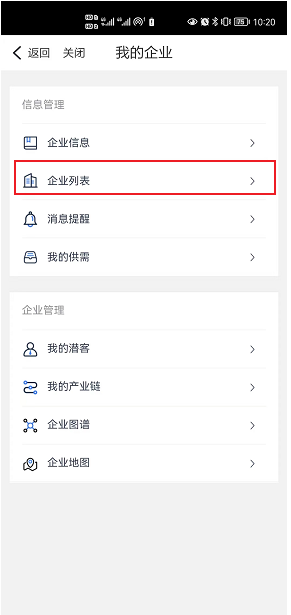 75 10:20
返回 关闭 我的企业
信息管理
企业信息
企业列表
消息提醒
我的供需
企业管理
我的潜客
我的产业链
企业图谱
企业地图